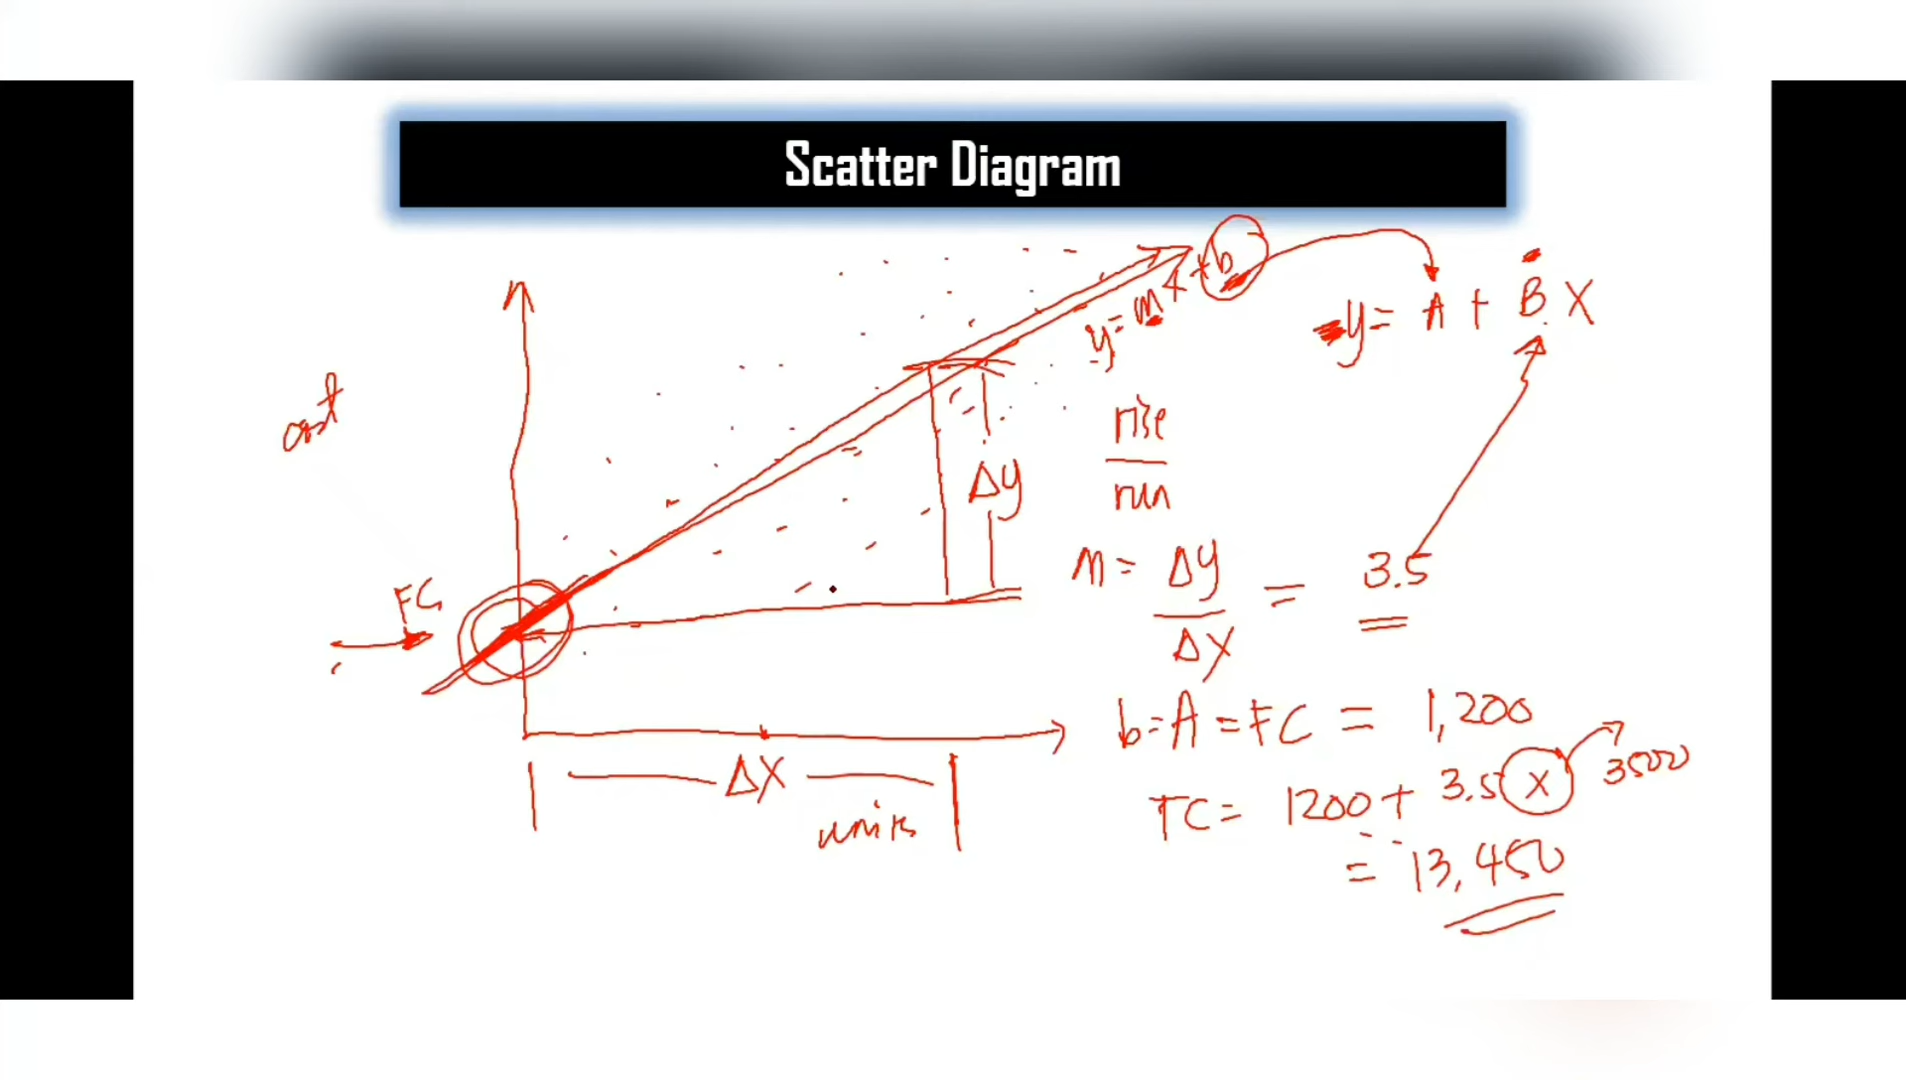 Scatter Diagram
y = mx + b
y = A + BX
cost
rise
run
Δy
FC
m = Δy = 3.5
ΔX
b = A = FC = 1,200
ΔX
units
TC = 1200 + 3.5 X 3500
= 13,450